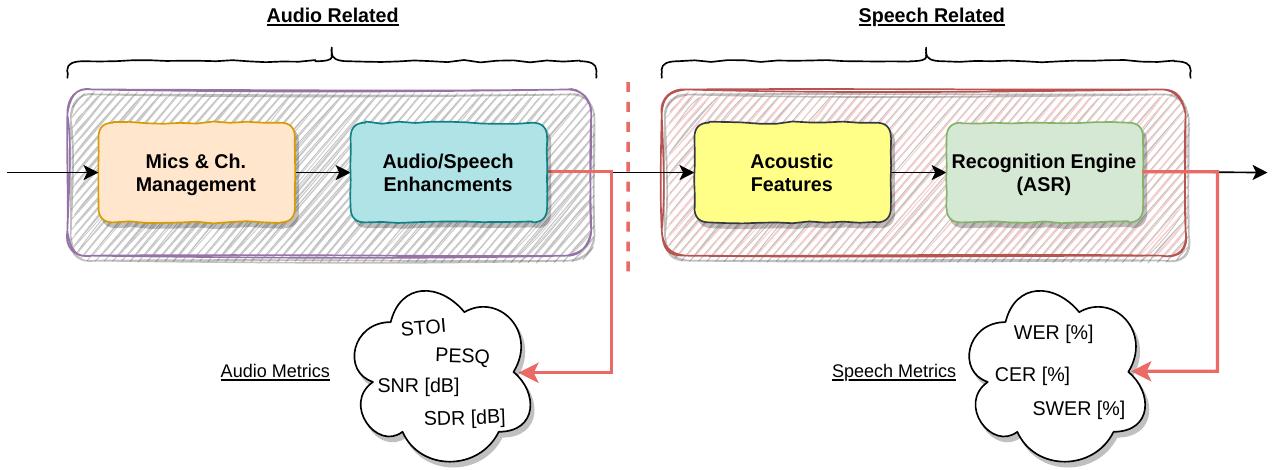 Audio Related
Speech Related
Mics & Ch.
Management
Audio/Speech
Enhancments
Acoustic
Features
Recognition Engine
(ASR)
Audio Metrics
STOI
PESQ
SNR [dB]
SDR [dB]
Speech Metrics
WER [%]
CER [%]
SWER [%]